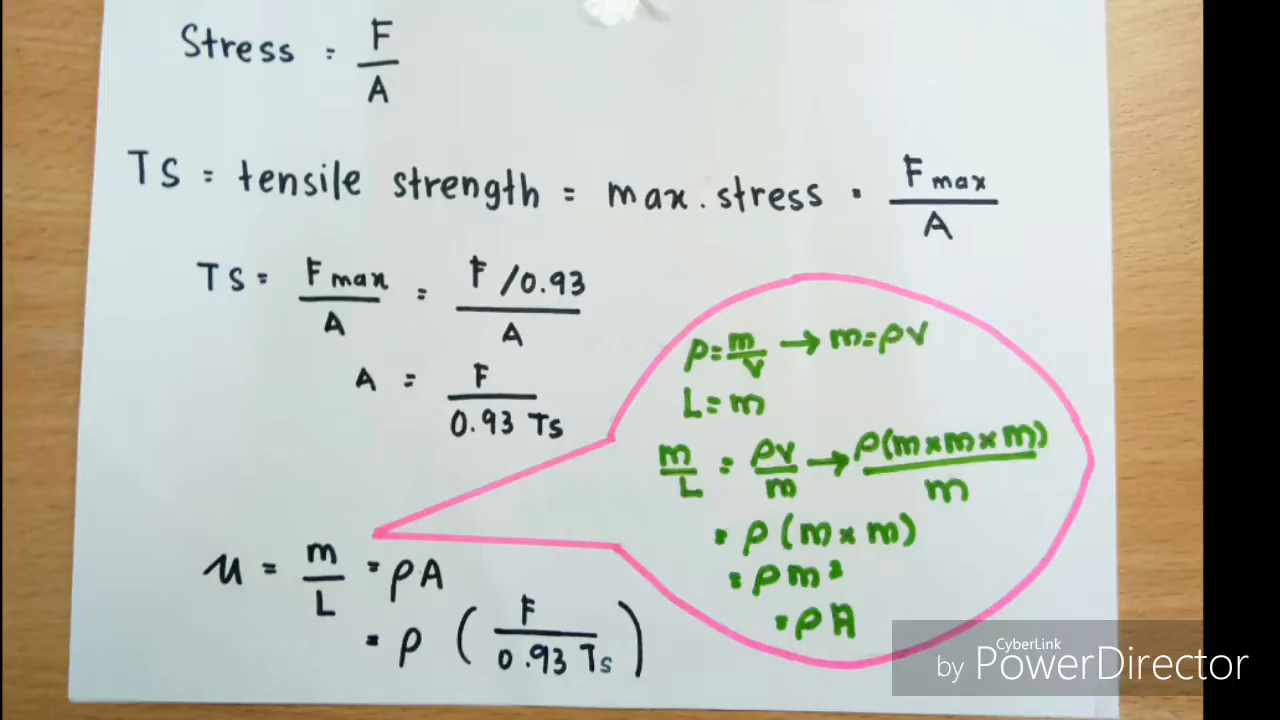 Stress = F/A
TS = tensile strength = max. stress = Fmax/A
TS = Fmax/A = F/0.93/A
A = F/0.93 Ts
μ = m/L = ρA
= ρ (F/0.93 Ts)
ρ = m/V → m = ρV
L = m
m/L = ρV/m → ρ(m×m×m)/m
= ρ(m×m)
= ρm²
= ρA
CyberLink
by PowerDirector